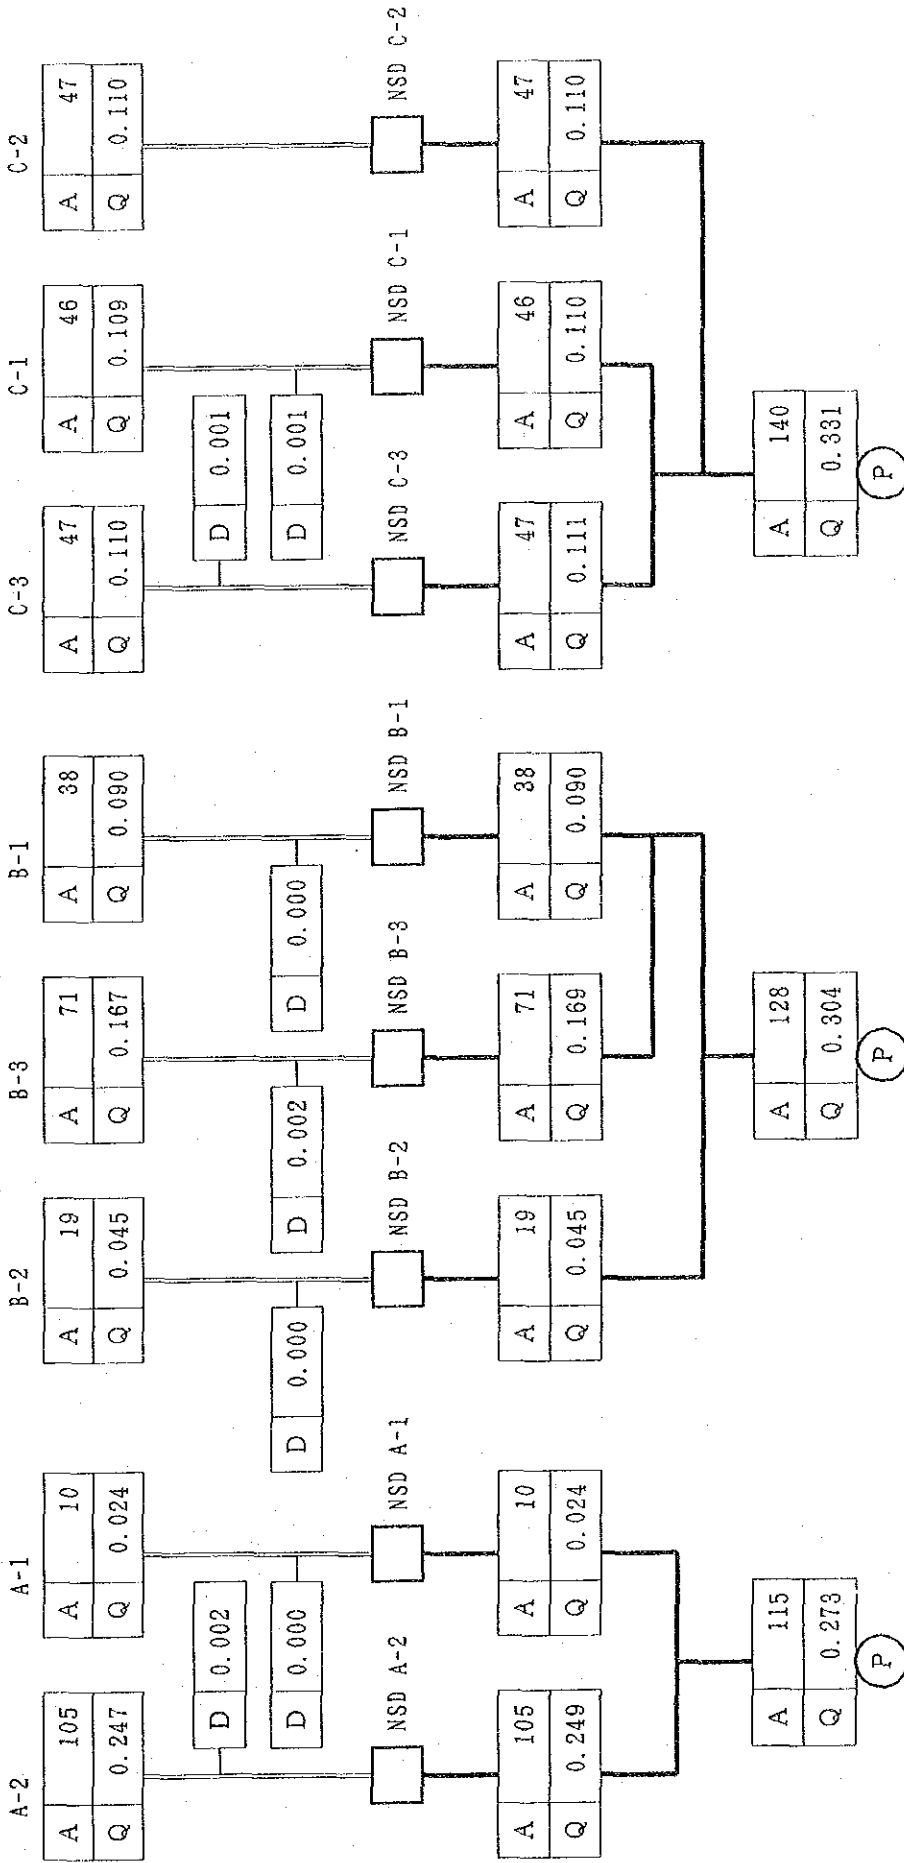 A-2
A 105
Q 0.247
A-1
A 10
Q 0.024
B-2
A 19
Q 0.045
B-3
A 71
Q 0.167
B-1
A 38
Q 0.090
C-3
A 47
Q 0.110
C-1
A 46
Q 0.109
C-2
A 47
Q 0.110
D 0.002
D 0.000
D 0.000
D 0.002
D 0.000
D 0.001
D 0.001
NSD A-2
NSD A-1
NSD B-2
NSD B-3
NSD B-1
NSD C-3
NSD C-1
NSD C-2
A 105
Q 0.249
A 10
Q 0.024
A 19
Q 0.045
A 71
Q 0.169
A 38
Q 0.090
A 47
Q 0.111
A 46
Q 0.110
A 47
Q 0.110
A 115
Q 0.273
P
A 128
Q 0.304
P
A 140
Q 0.331
P